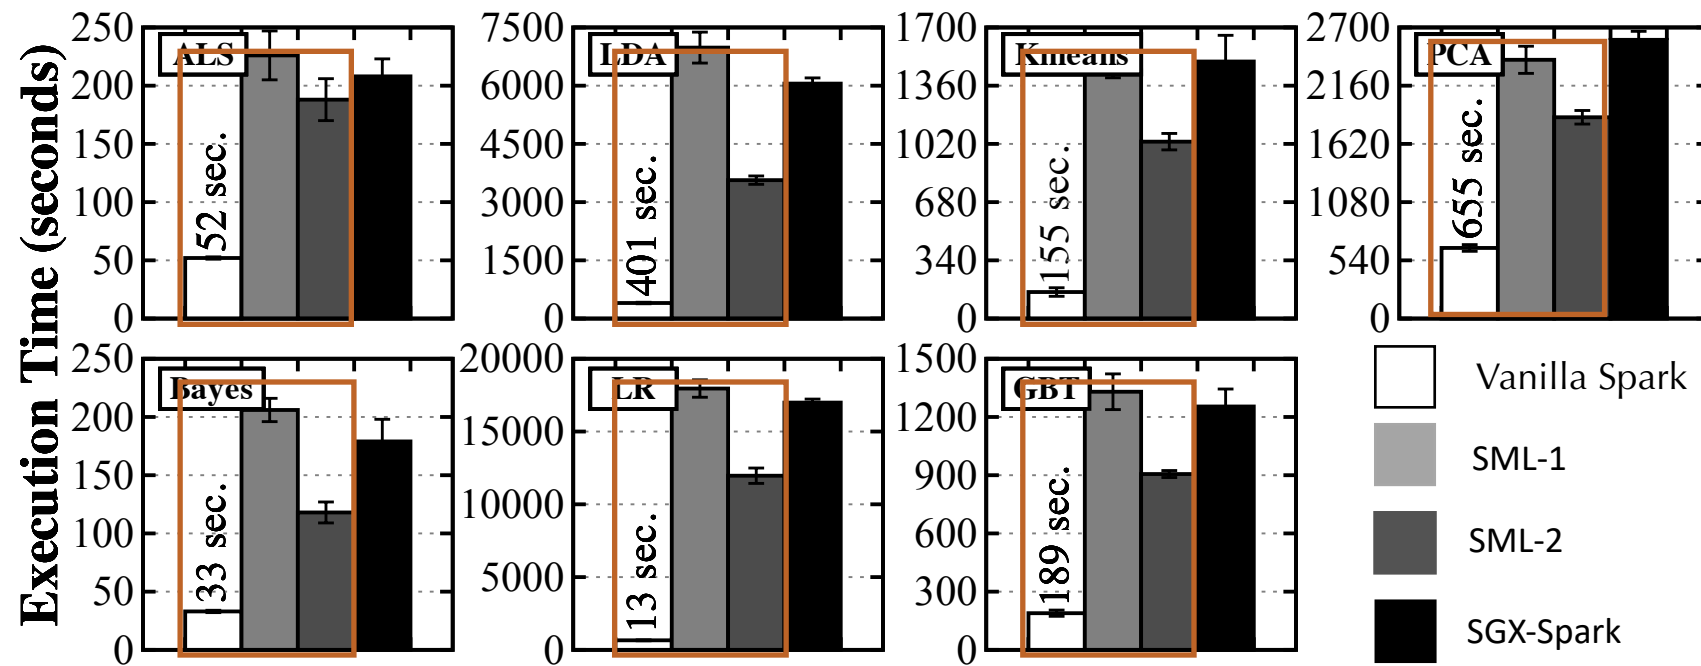 Execution Time (seconds)
250
200
150
100
50
0
ALS
52 sec.
7500
6000
4500
3000
1500
0
LDA
401 sec.
1700
1360
1020
680
340
0
Kmeans
155 sec.
2700
2160
1620
1080
540
0
PCA
655 sec.
250
200
150
100
50
0
Bayes
33 sec.
20000
15000
10000
5000
0
LR
13 sec.
1500
1200
900
600
300
0
GBT
189 sec.
Vanilla Spark
SML-1
SML-2
SGX-Spark